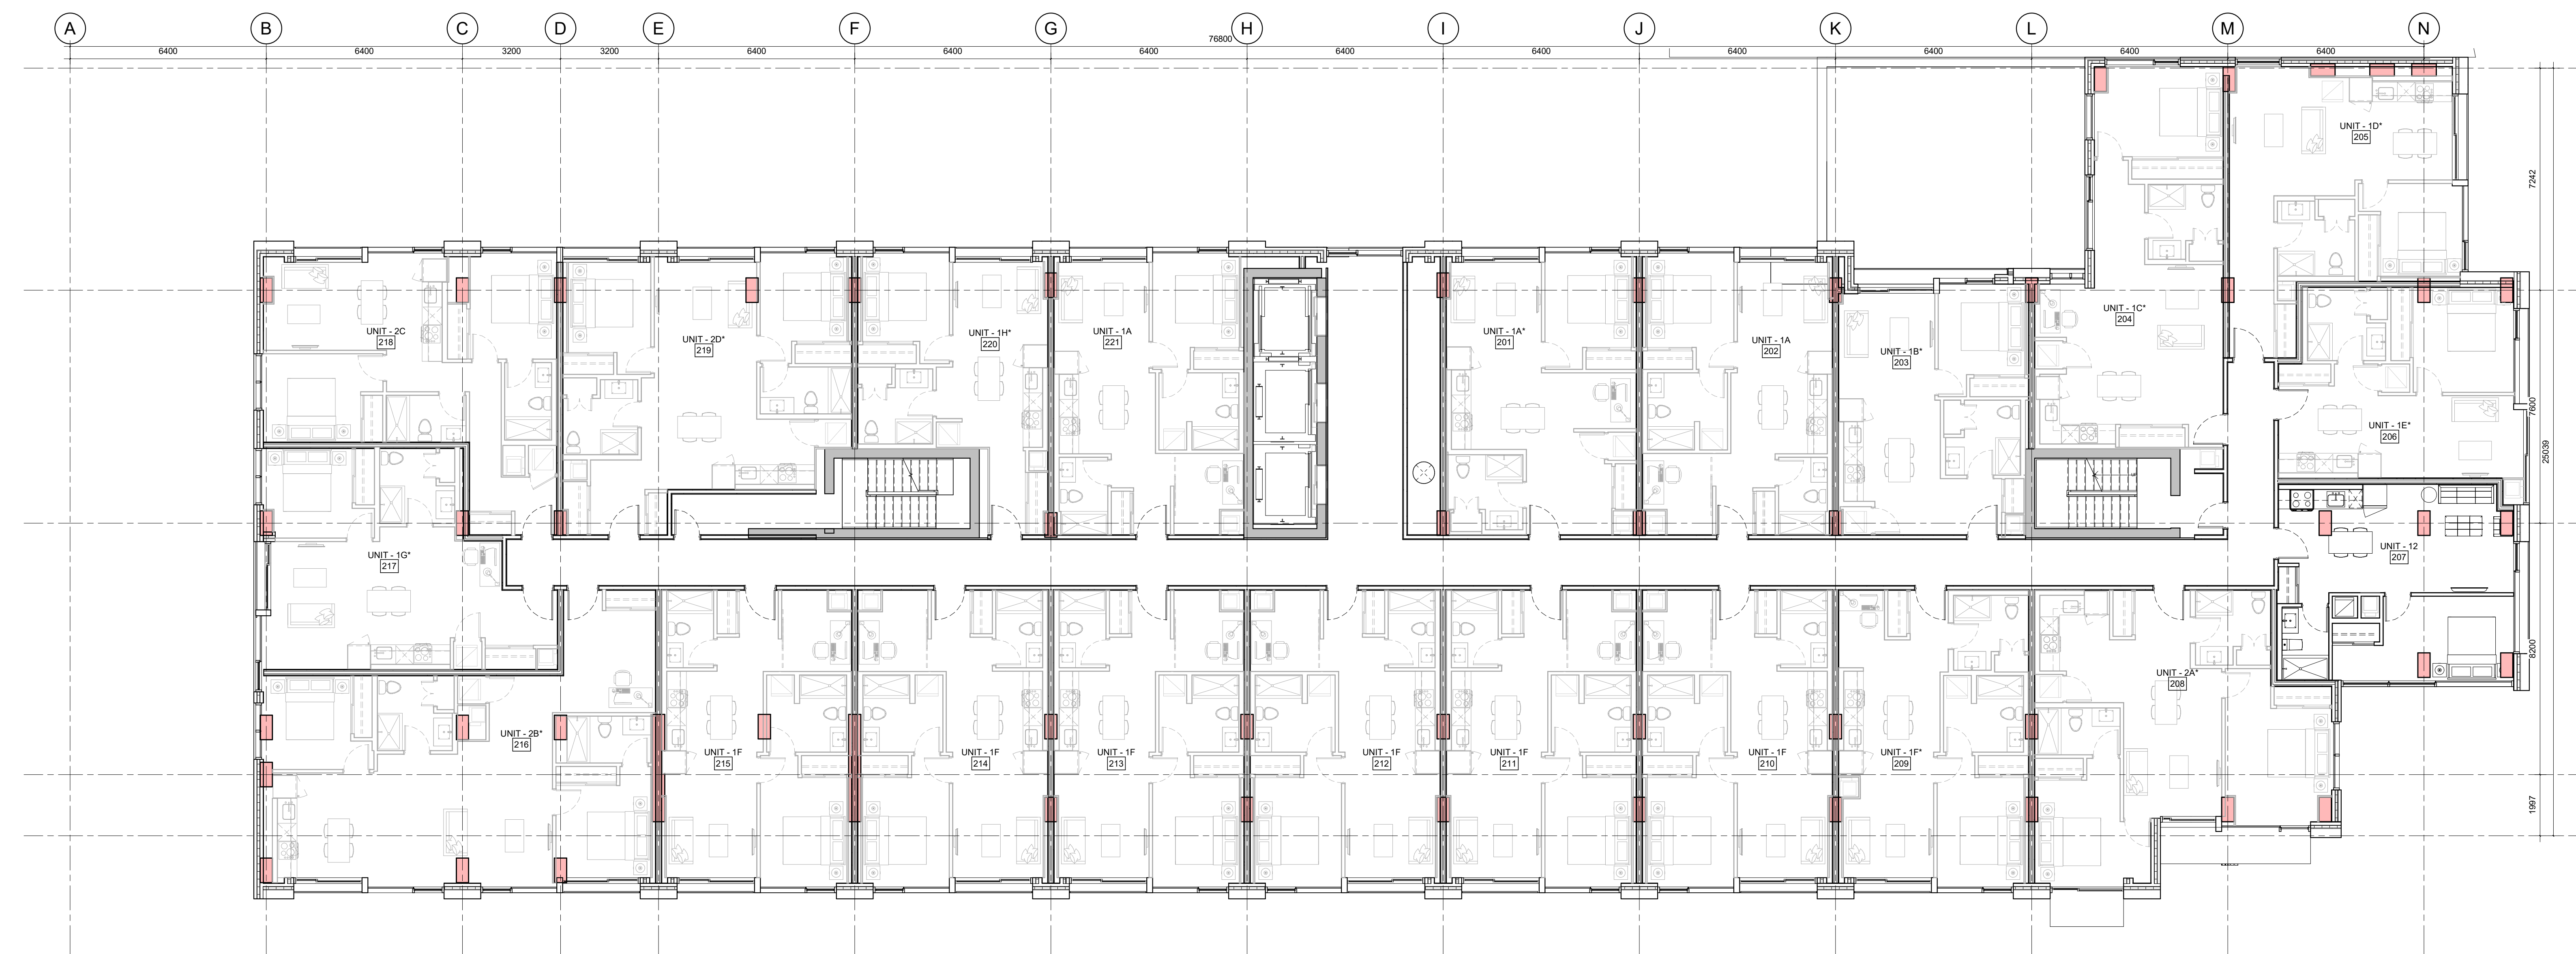 A B C D E F G H I J K L M N
76800
6400 6400 3200 3200 6400 6400 6400 6400 6400 6400 6400 6400 6400
UNIT - 1D*
205
7242
UNIT - 2C
218
UNIT - 2D*
219
UNIT - 1H*
220
UNIT - 1A
221
UNIT - 1A*
201
UNIT - 1A
202
UNIT - 1B*
203
UNIT - 1C*
204
7600
UNIT - 1E*
206
25039
UNIT - 1G*
217
UNIT - 12
207
8200
UNIT - 2B*
216
UNIT - 1F
215
UNIT - 1F
214
UNIT - 1F
213
UNIT - 1F
212
UNIT - 1F
211
UNIT - 1F
210
UNIT - 1F*
209
UNIT - 2A*
208
1997